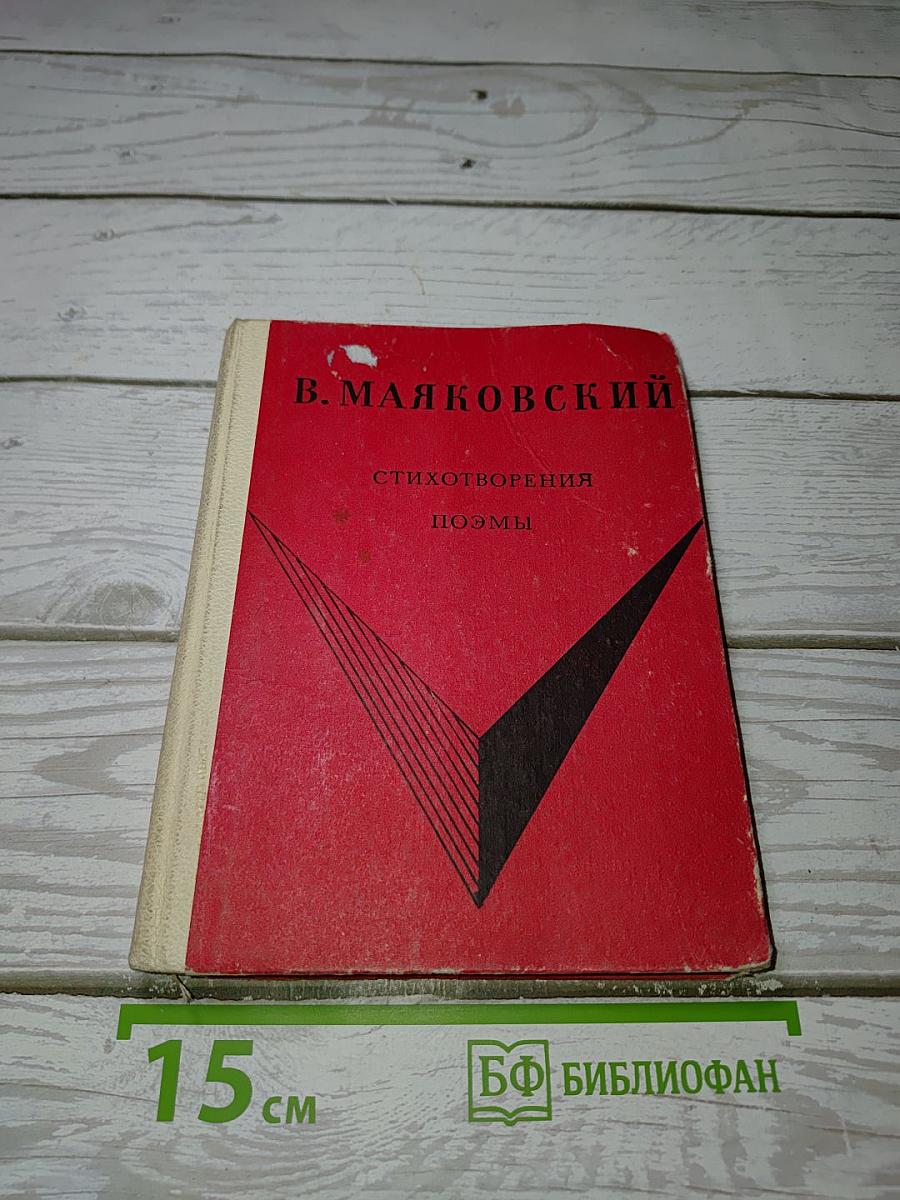 В. МАЯКОВСКИЙ
СТИХОТВОРЕНИЯ
ПОЭМЫ
15 см
БФ БИБЛИОФАН